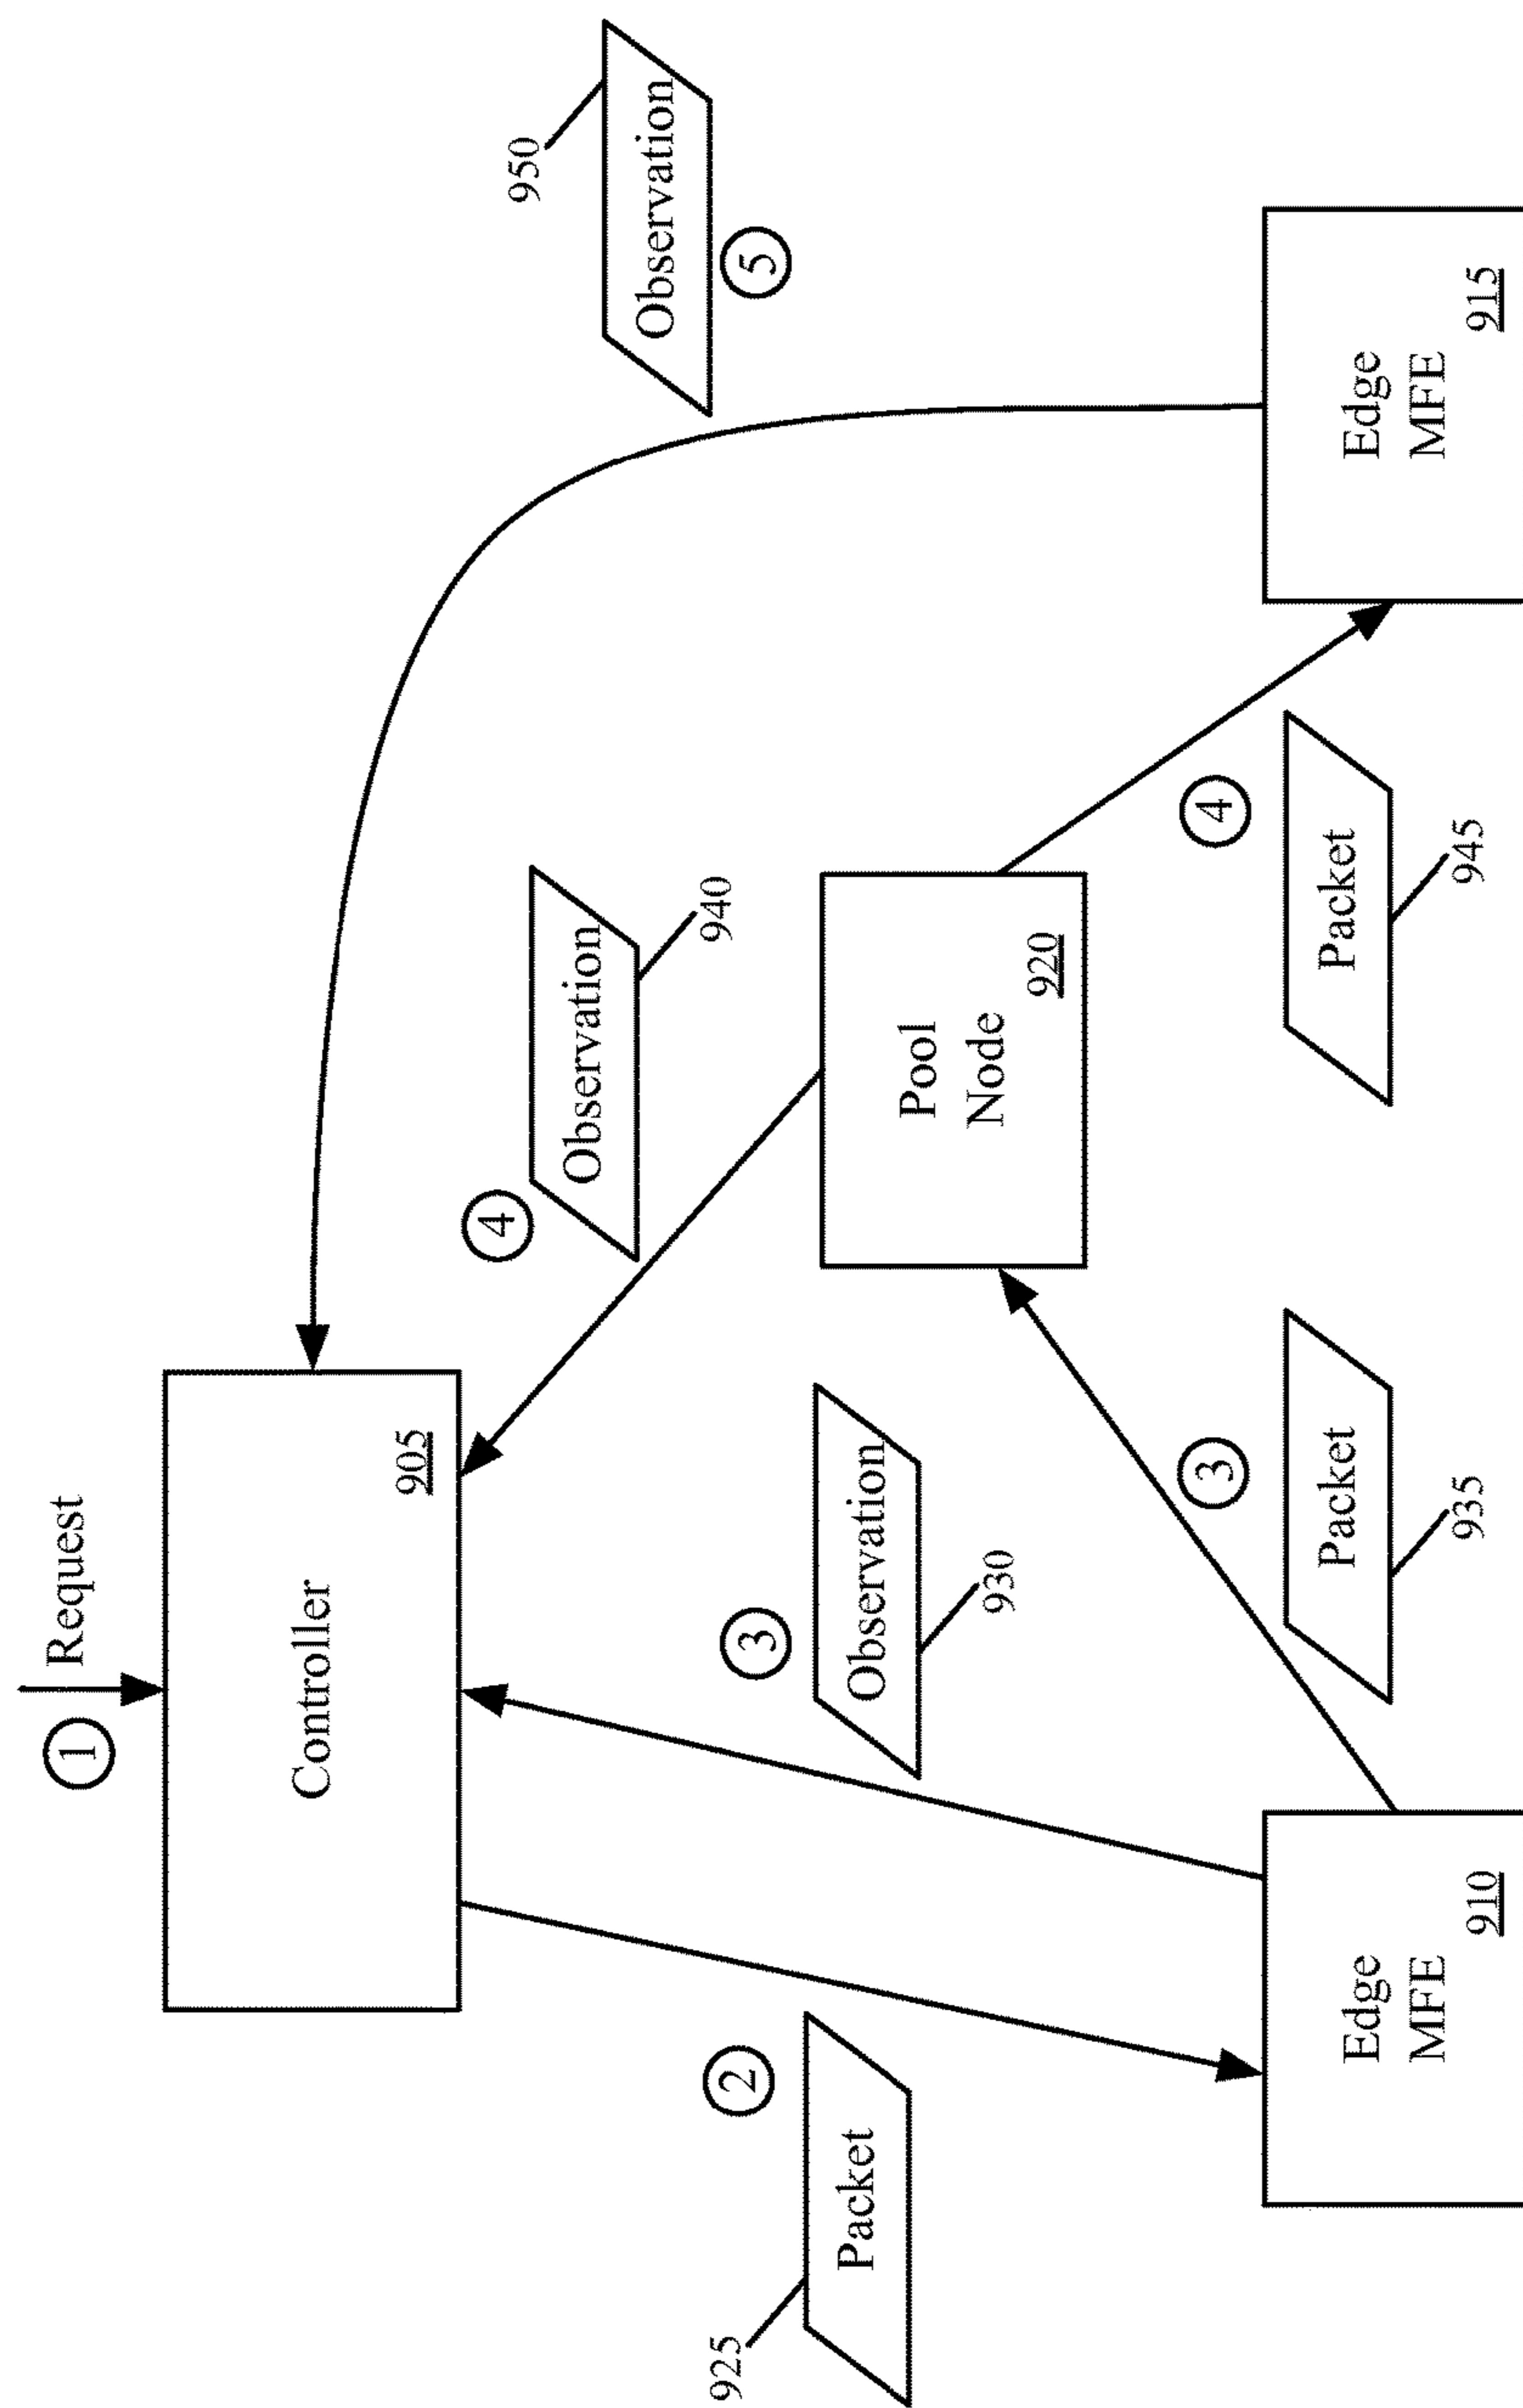 1
Request
Controller
905
950
Observation
5
4
Observation
940
2
Packet
925
3
Observation
930
Pool
Node
920
3
Packet
935
4
Packet
945
Edge
MFE
910
Edge
MFE
915